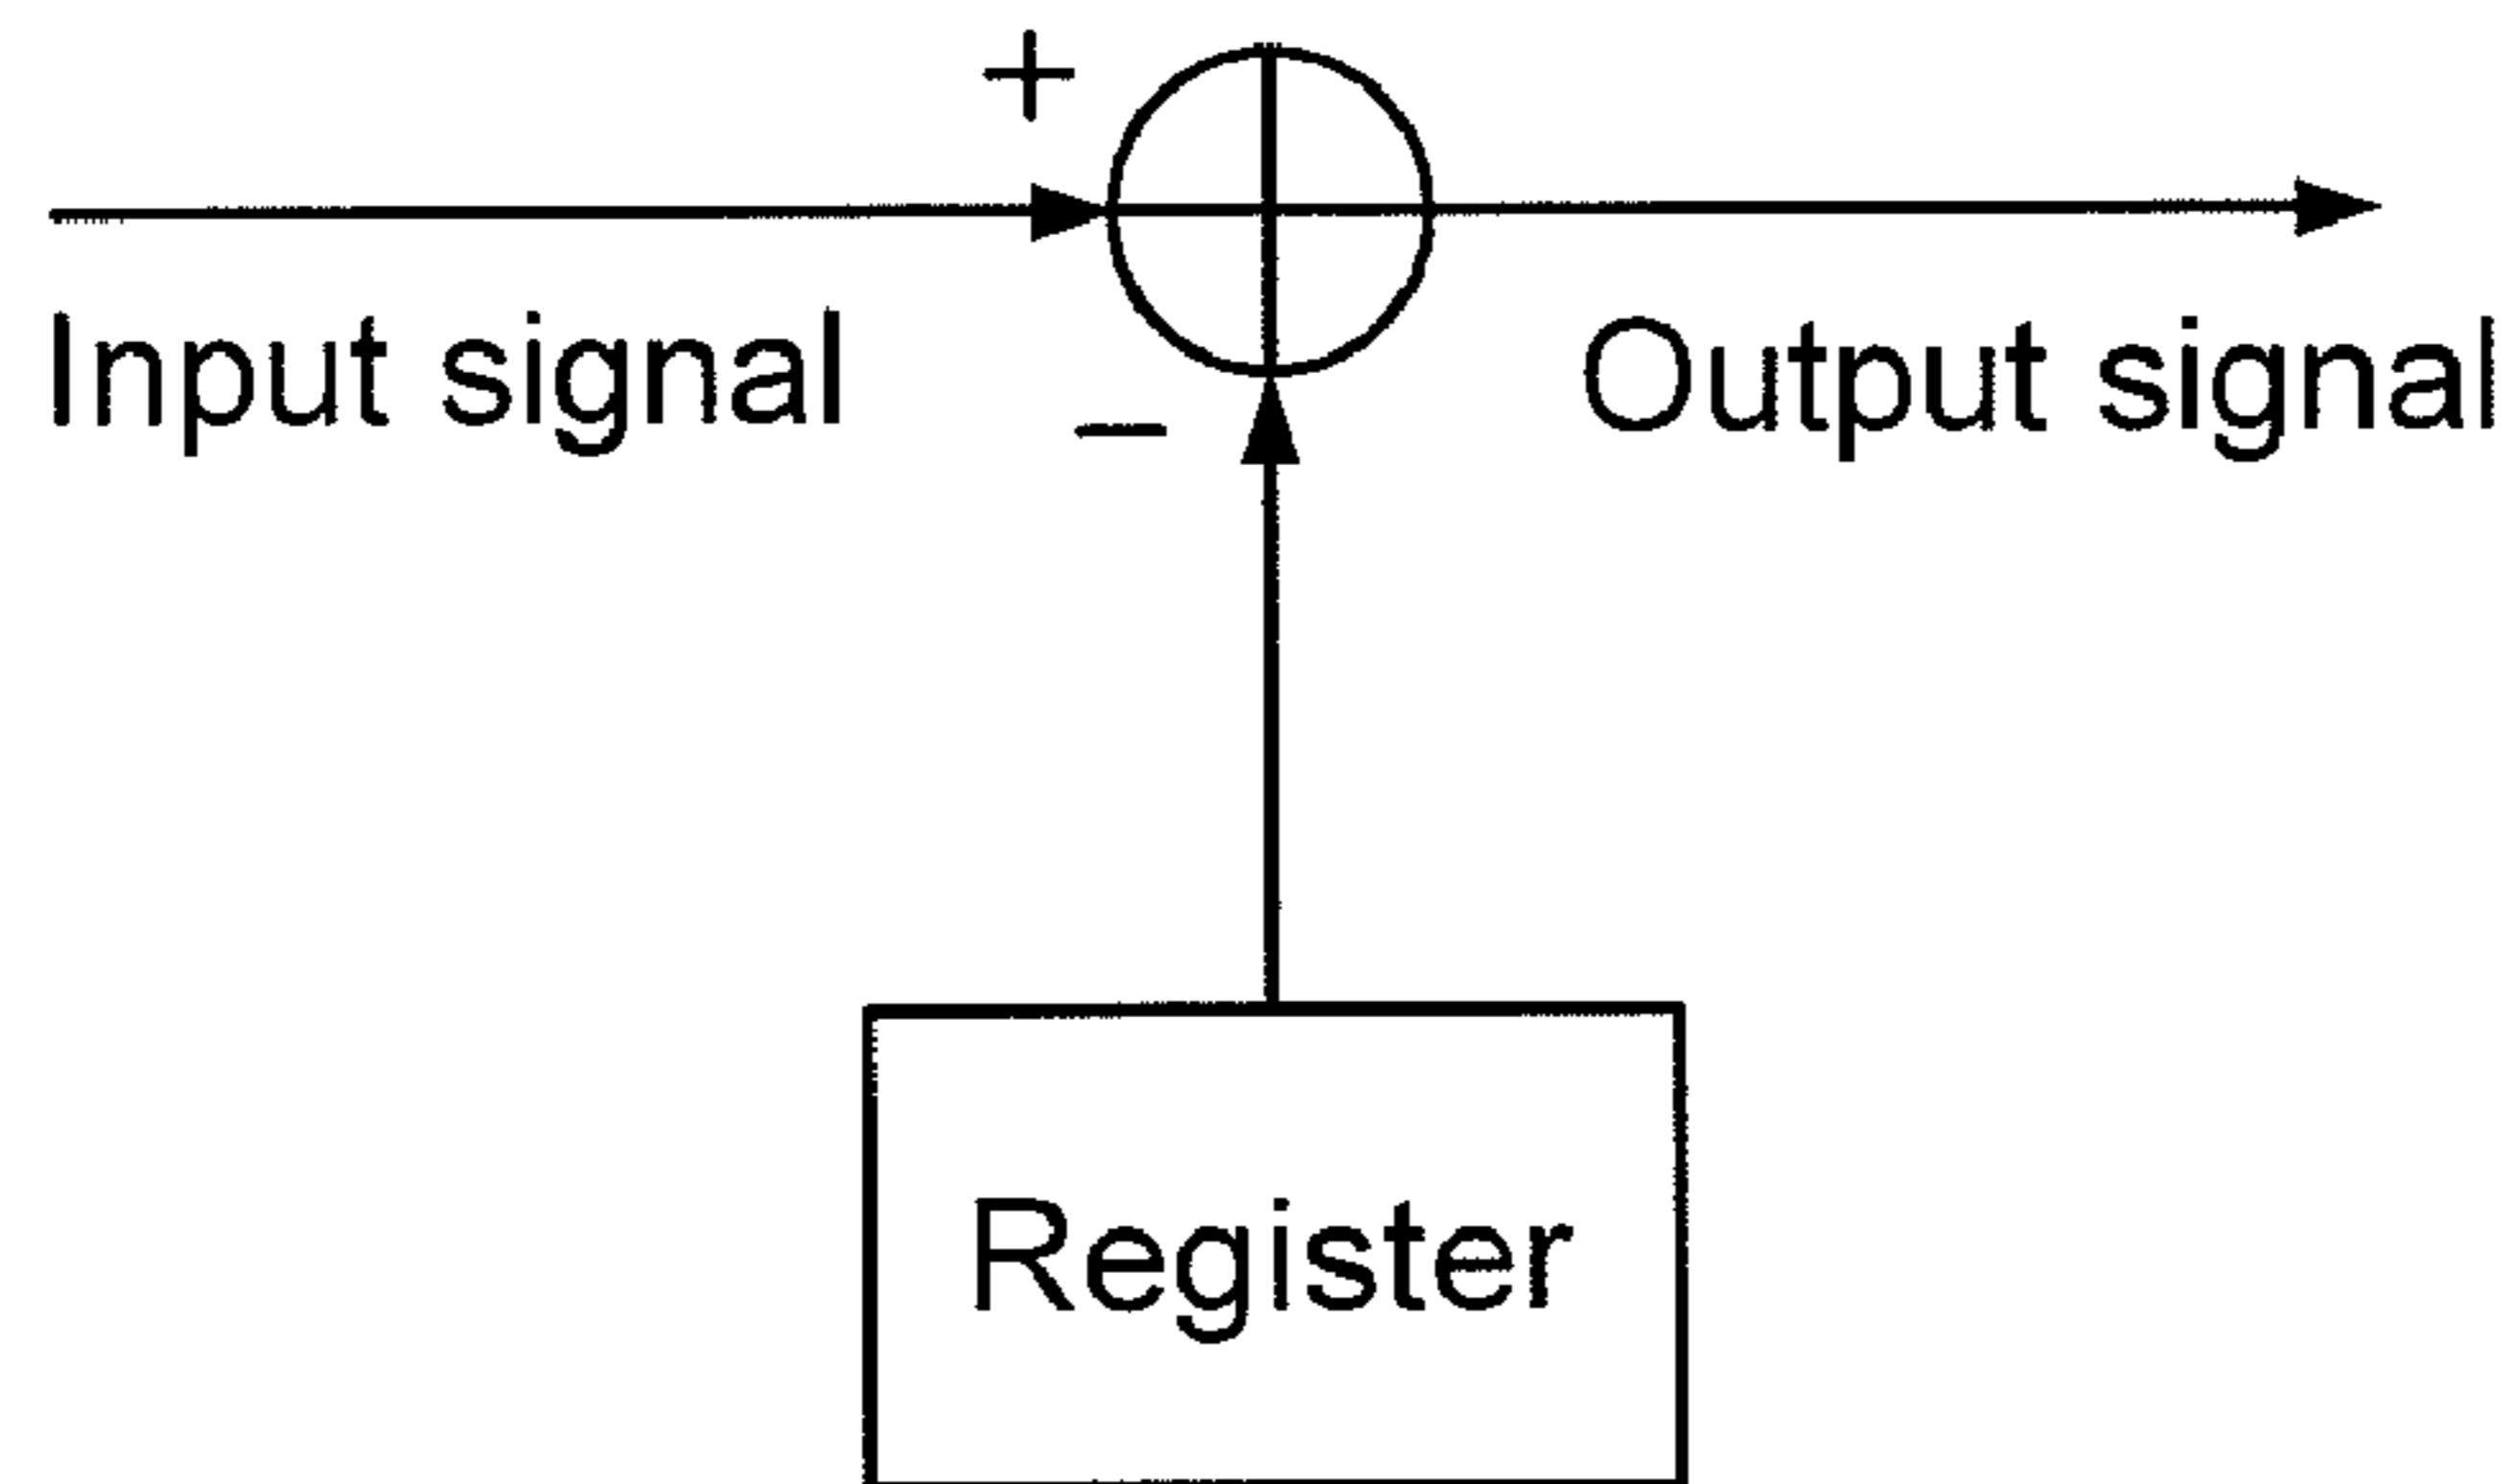 +
Input signal
Output signal
−
Register